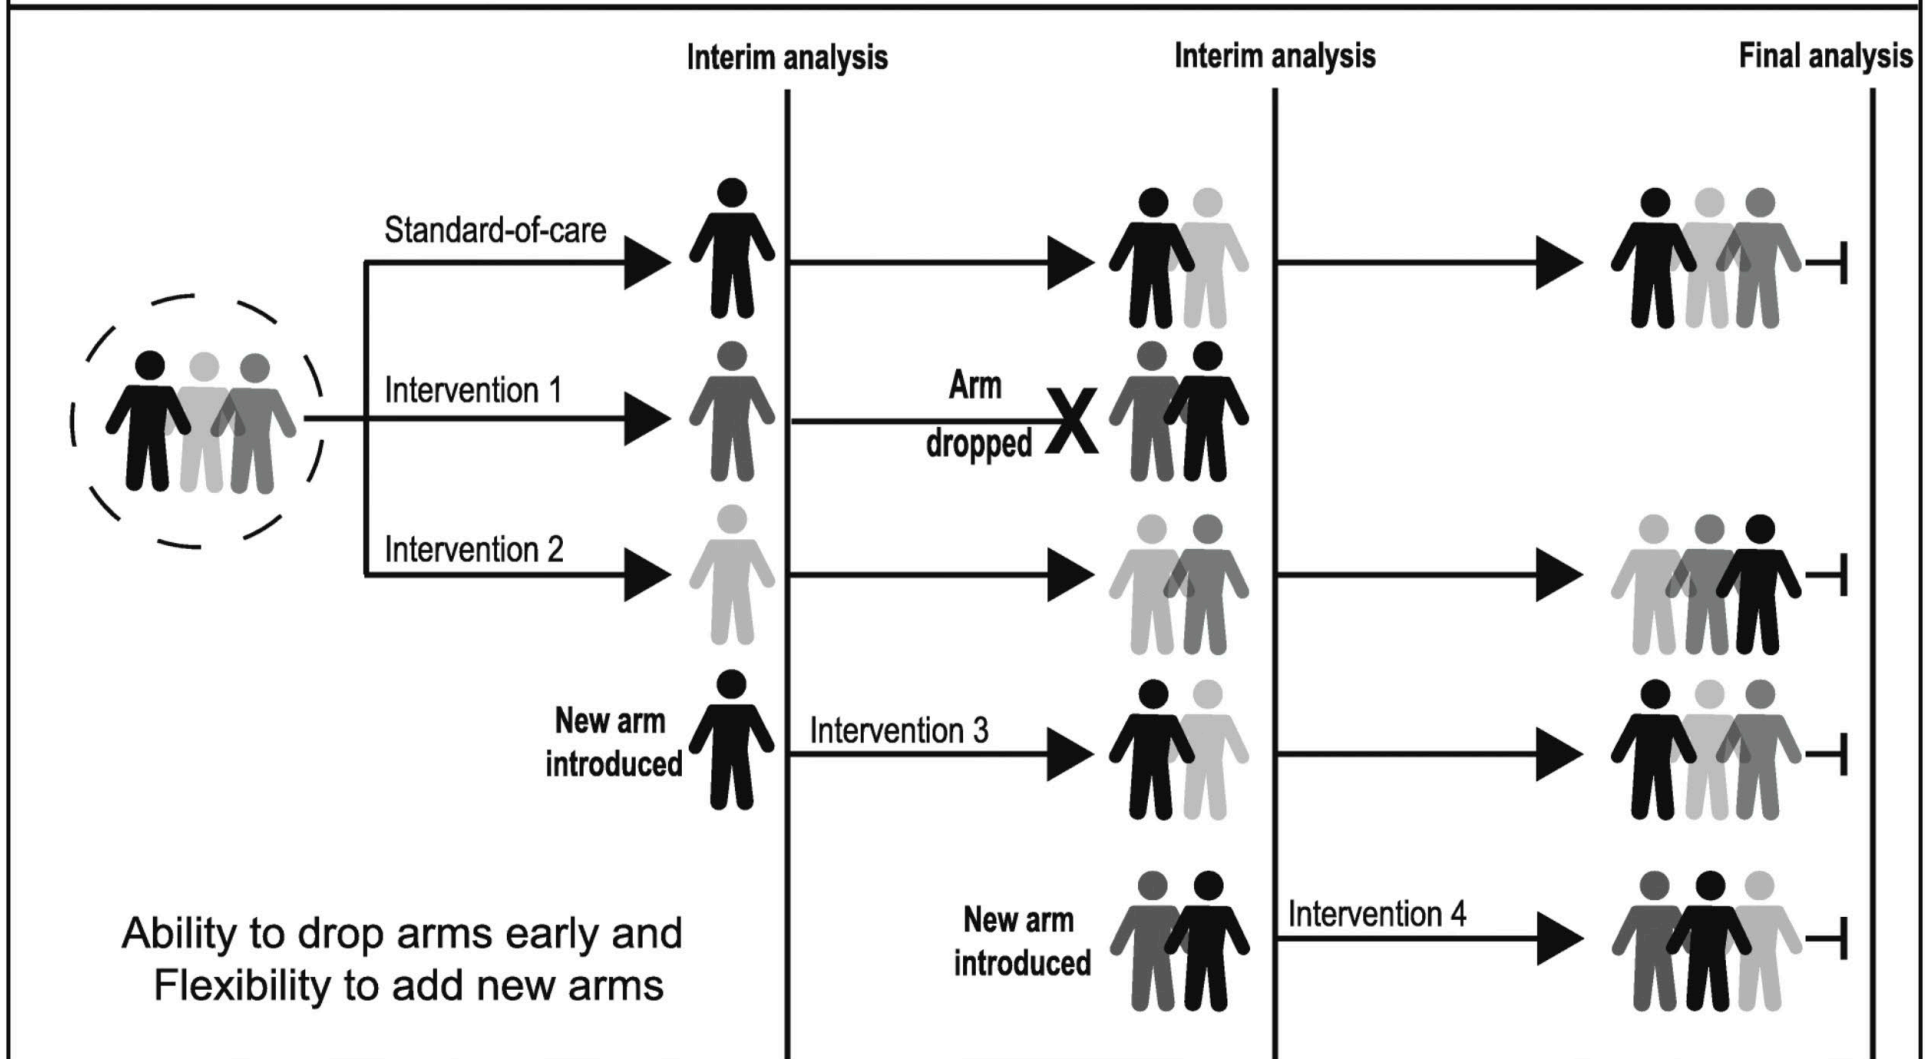 Interim analysis
Interim analysis
Final analysis
Standard-of-care
Intervention 1
Arm
dropped
X
Intervention 2
New arm
introduced
Intervention 3
New arm
introduced
Intervention 4
Ability to drop arms early and
Flexibility to add new arms